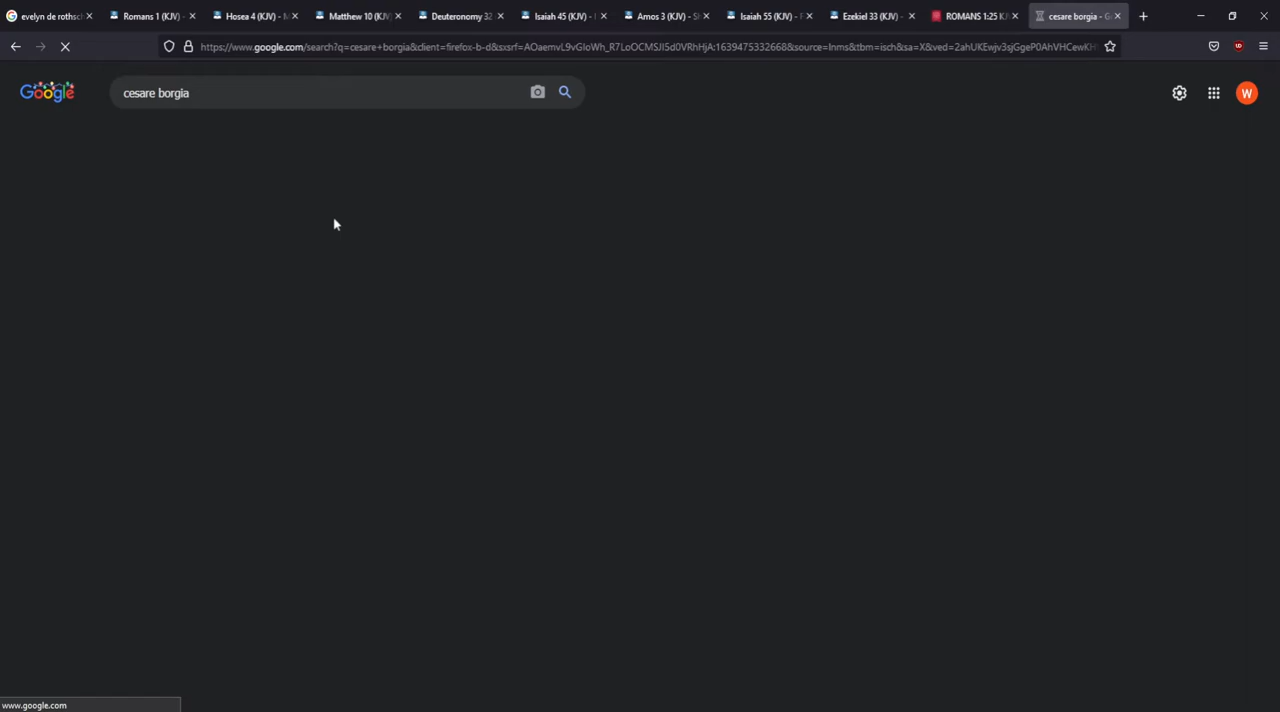 evelyn de rothsch
Romans 1 (KJV) -
Hosea 4 (KJV) - M
Matthew 10 (KJV)
Deuteronomy 32
Isaiah 45 (KJV) - I
Amos 3 (KJV) - Sh
Isaiah 55 (KJV) - F
Ezekiel 33 (KJV) -
ROMANS 1:25 KJ
cesare borgia - G
https://www.google.com/search?q=cesare+borgia&client=firefox-b-d&sxsrf=AOaemvL9vGloWh_R7LoOCMSJI5d0VRhHjA:1639475332668&source=lnms&tbm=isch&sa=X&ved=2ahUKEwjv3sjGgeP0AhVHCewKH
Google
cesare borgia
W
www.google.com